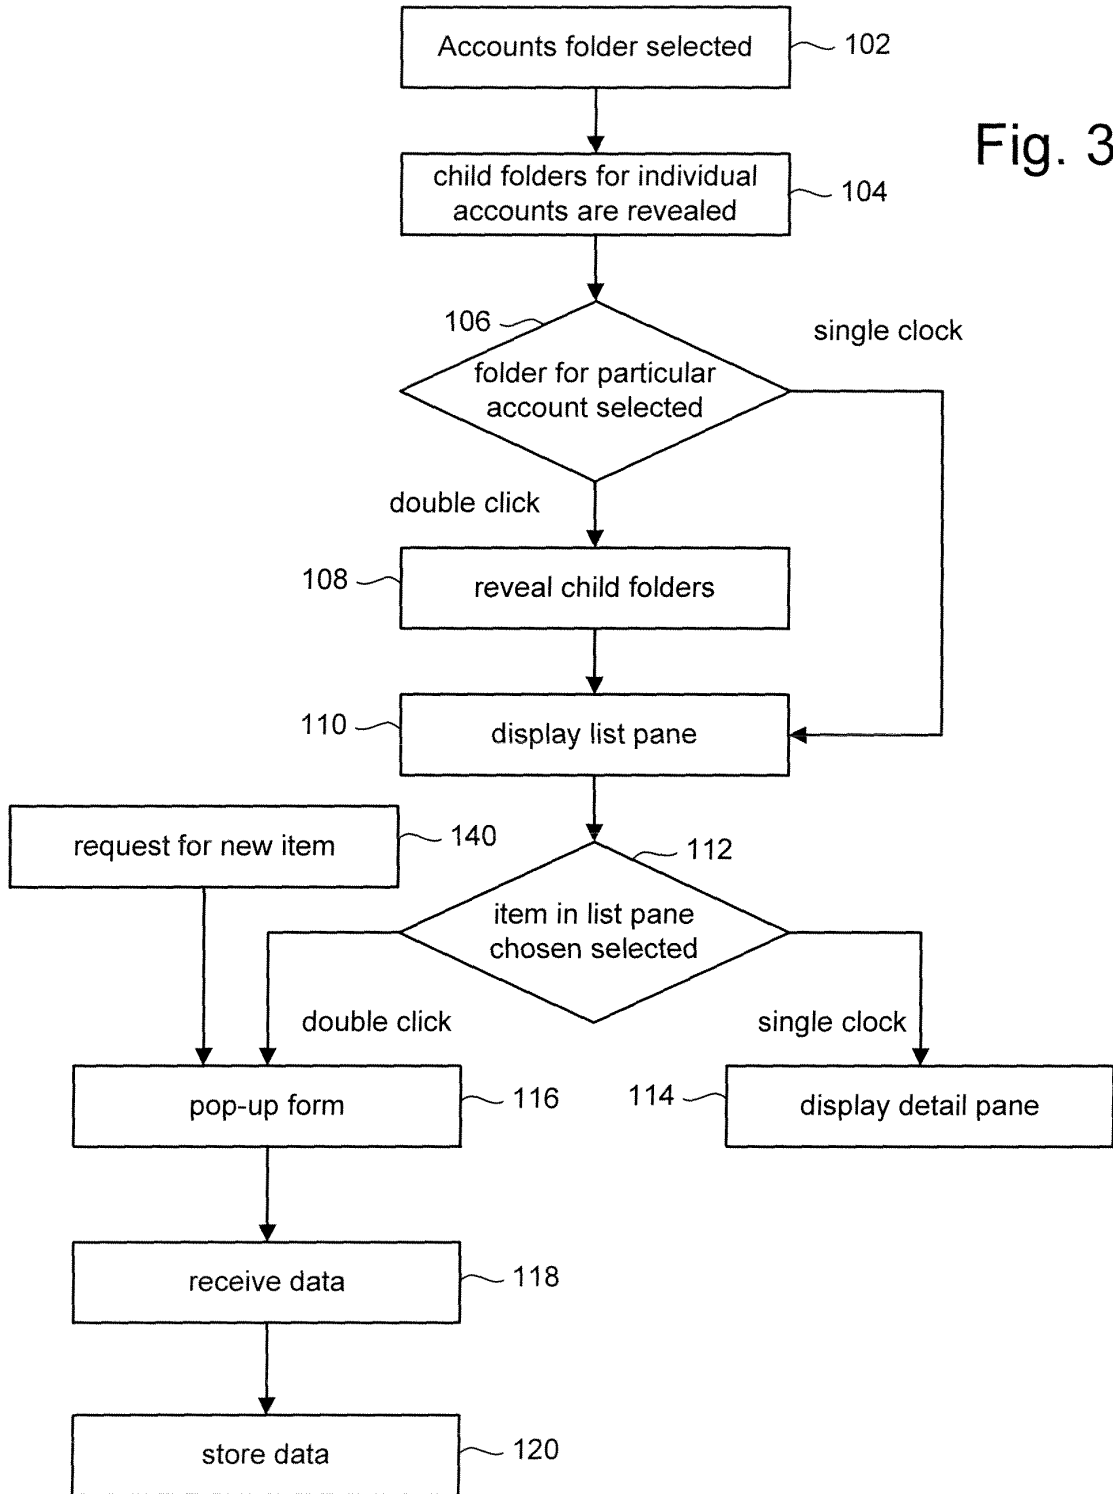 Accounts folder selected
102
Fig. 3
child folders for individual
accounts are revealed
104
106
single clock
folder for particular
account selected
double click
108
reveal child folders
110
display list pane
request for new item
140
112
item in list pane
chosen selected
double click
single clock
pop-up form
116
114
display detail pane
receive data
118
store data
120